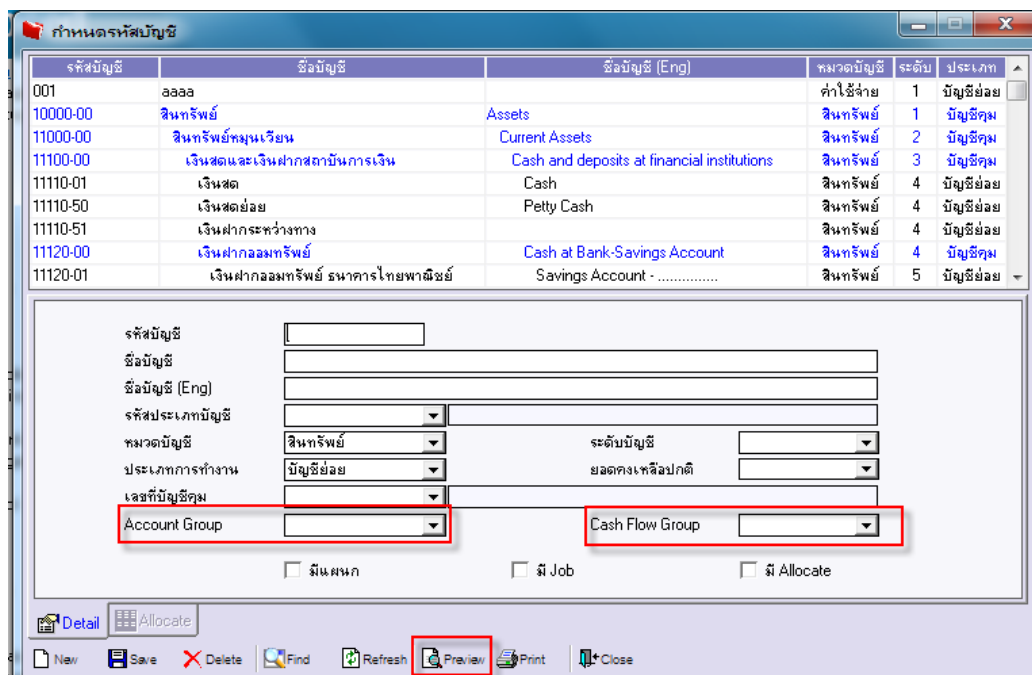 กำหนดรหัสบัญชี
รหัสบัญชี ชื่อบัญชี ชื่อบัญชี (Eng) หมวดบัญชี ระดับ ประเภท
001 aaaa ค่าใช้จ่าย 1 บัญชีย่อย
10000-00 สินทรัพย์ Assets สินทรัพย์ 1 บัญชีคุม
11000-00 สินทรัพย์หมุนเวียน Current Assets สินทรัพย์ 2 บัญชีคุม
11100-00 เงินสดและเงินฝากสถาบันการเงิน Cash and deposits at financial institutions สินทรัพย์ 3 บัญชีคุม
11110-01 เงินสด Cash สินทรัพย์ 4 บัญชีย่อย
11110-50 เงินสดย่อย Petty Cash สินทรัพย์ 4 บัญชีย่อย
11110-51 เงินฝากระหว่างทาง สินทรัพย์ 4 บัญชีย่อย
11120-00 เงินฝากออมทรัพย์ Cash at Bank-Savings Account สินทรัพย์ 4 บัญชีคุม
11120-01 เงินฝากออมทรัพย์ ธนาคารไทยพาณิชย์ Savings Account - ............... สินทรัพย์ 5 บัญชีย่อย
รหัสบัญชี
ชื่อบัญชี
ชื่อบัญชี (Eng)
รหัสประเภทบัญชี
หมวดบัญชี สินทรัพย์ ระดับบัญชี
ประเภทการทำงาน บัญชีย่อย ยอดคงเหลือปกติ
เลขที่บัญชีคุม
Account Group Cash Flow Group
มีแผนก มี Job มี Allocate
Detail Allocate
New Save Delete Find Refresh Preview Print Close